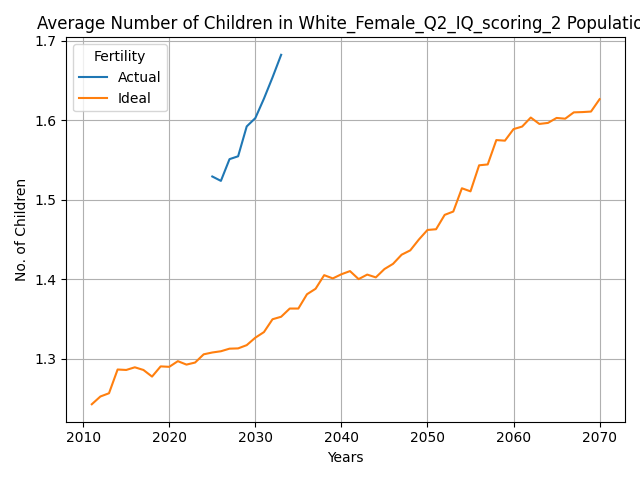 Average Number of Children in White_Female_Q2_IQ_scoring_2 Populatio
Fertility
Actual
Ideal
No. of Children
1.7
1.6
1.5
1.4
1.3
2010 2020 2030 2040 2050 2060 2070
Years